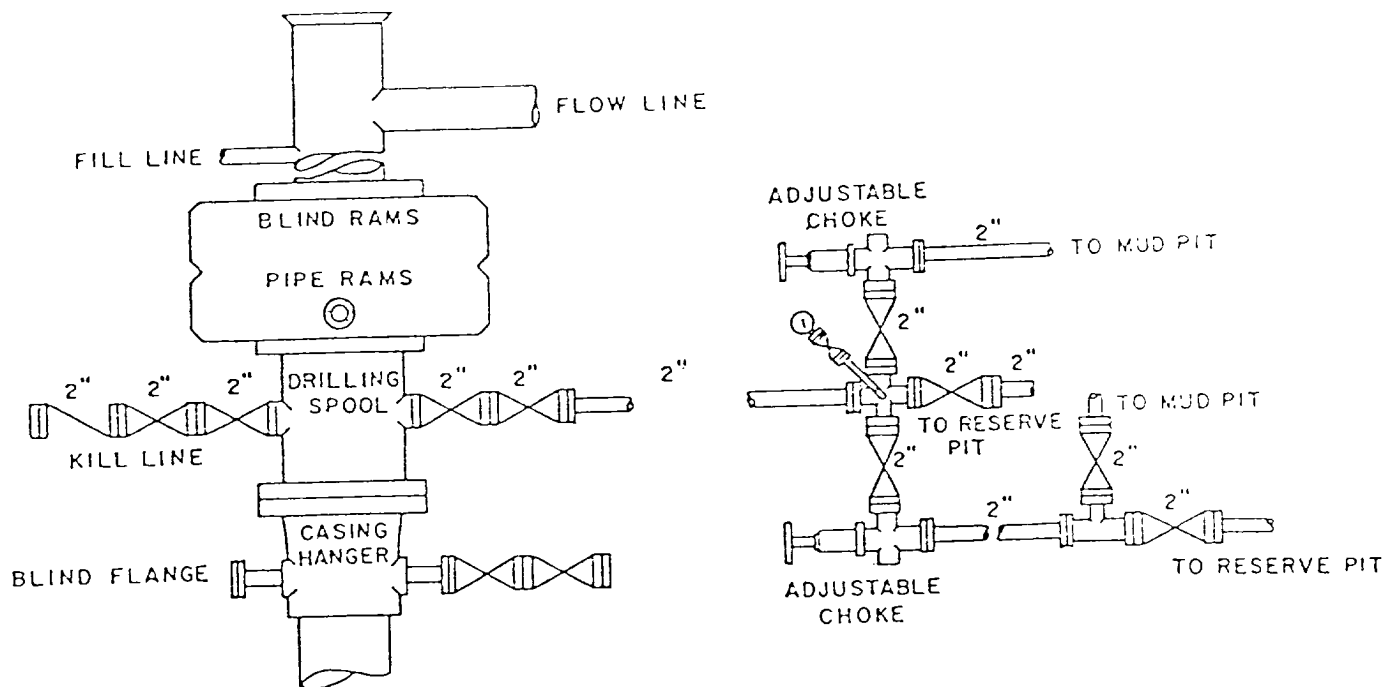 FLOW LINE
FILL LINE
BLIND RAMS
PIPE RAMS
2"
2"
2"
DRILLING
SPOOL
2"
2"
2"
KILL LINE
CASING
HANGER
BLIND FLANGE
ADJUSTABLE
CHOKE
2"
TO MUD PIT
1
2"
2"
2"
TO RESERVE
PIT
TO MUD PIT
2"
2"
2"
2"
TO RESERVE PIT
ADJUSTABLE
CHOKE